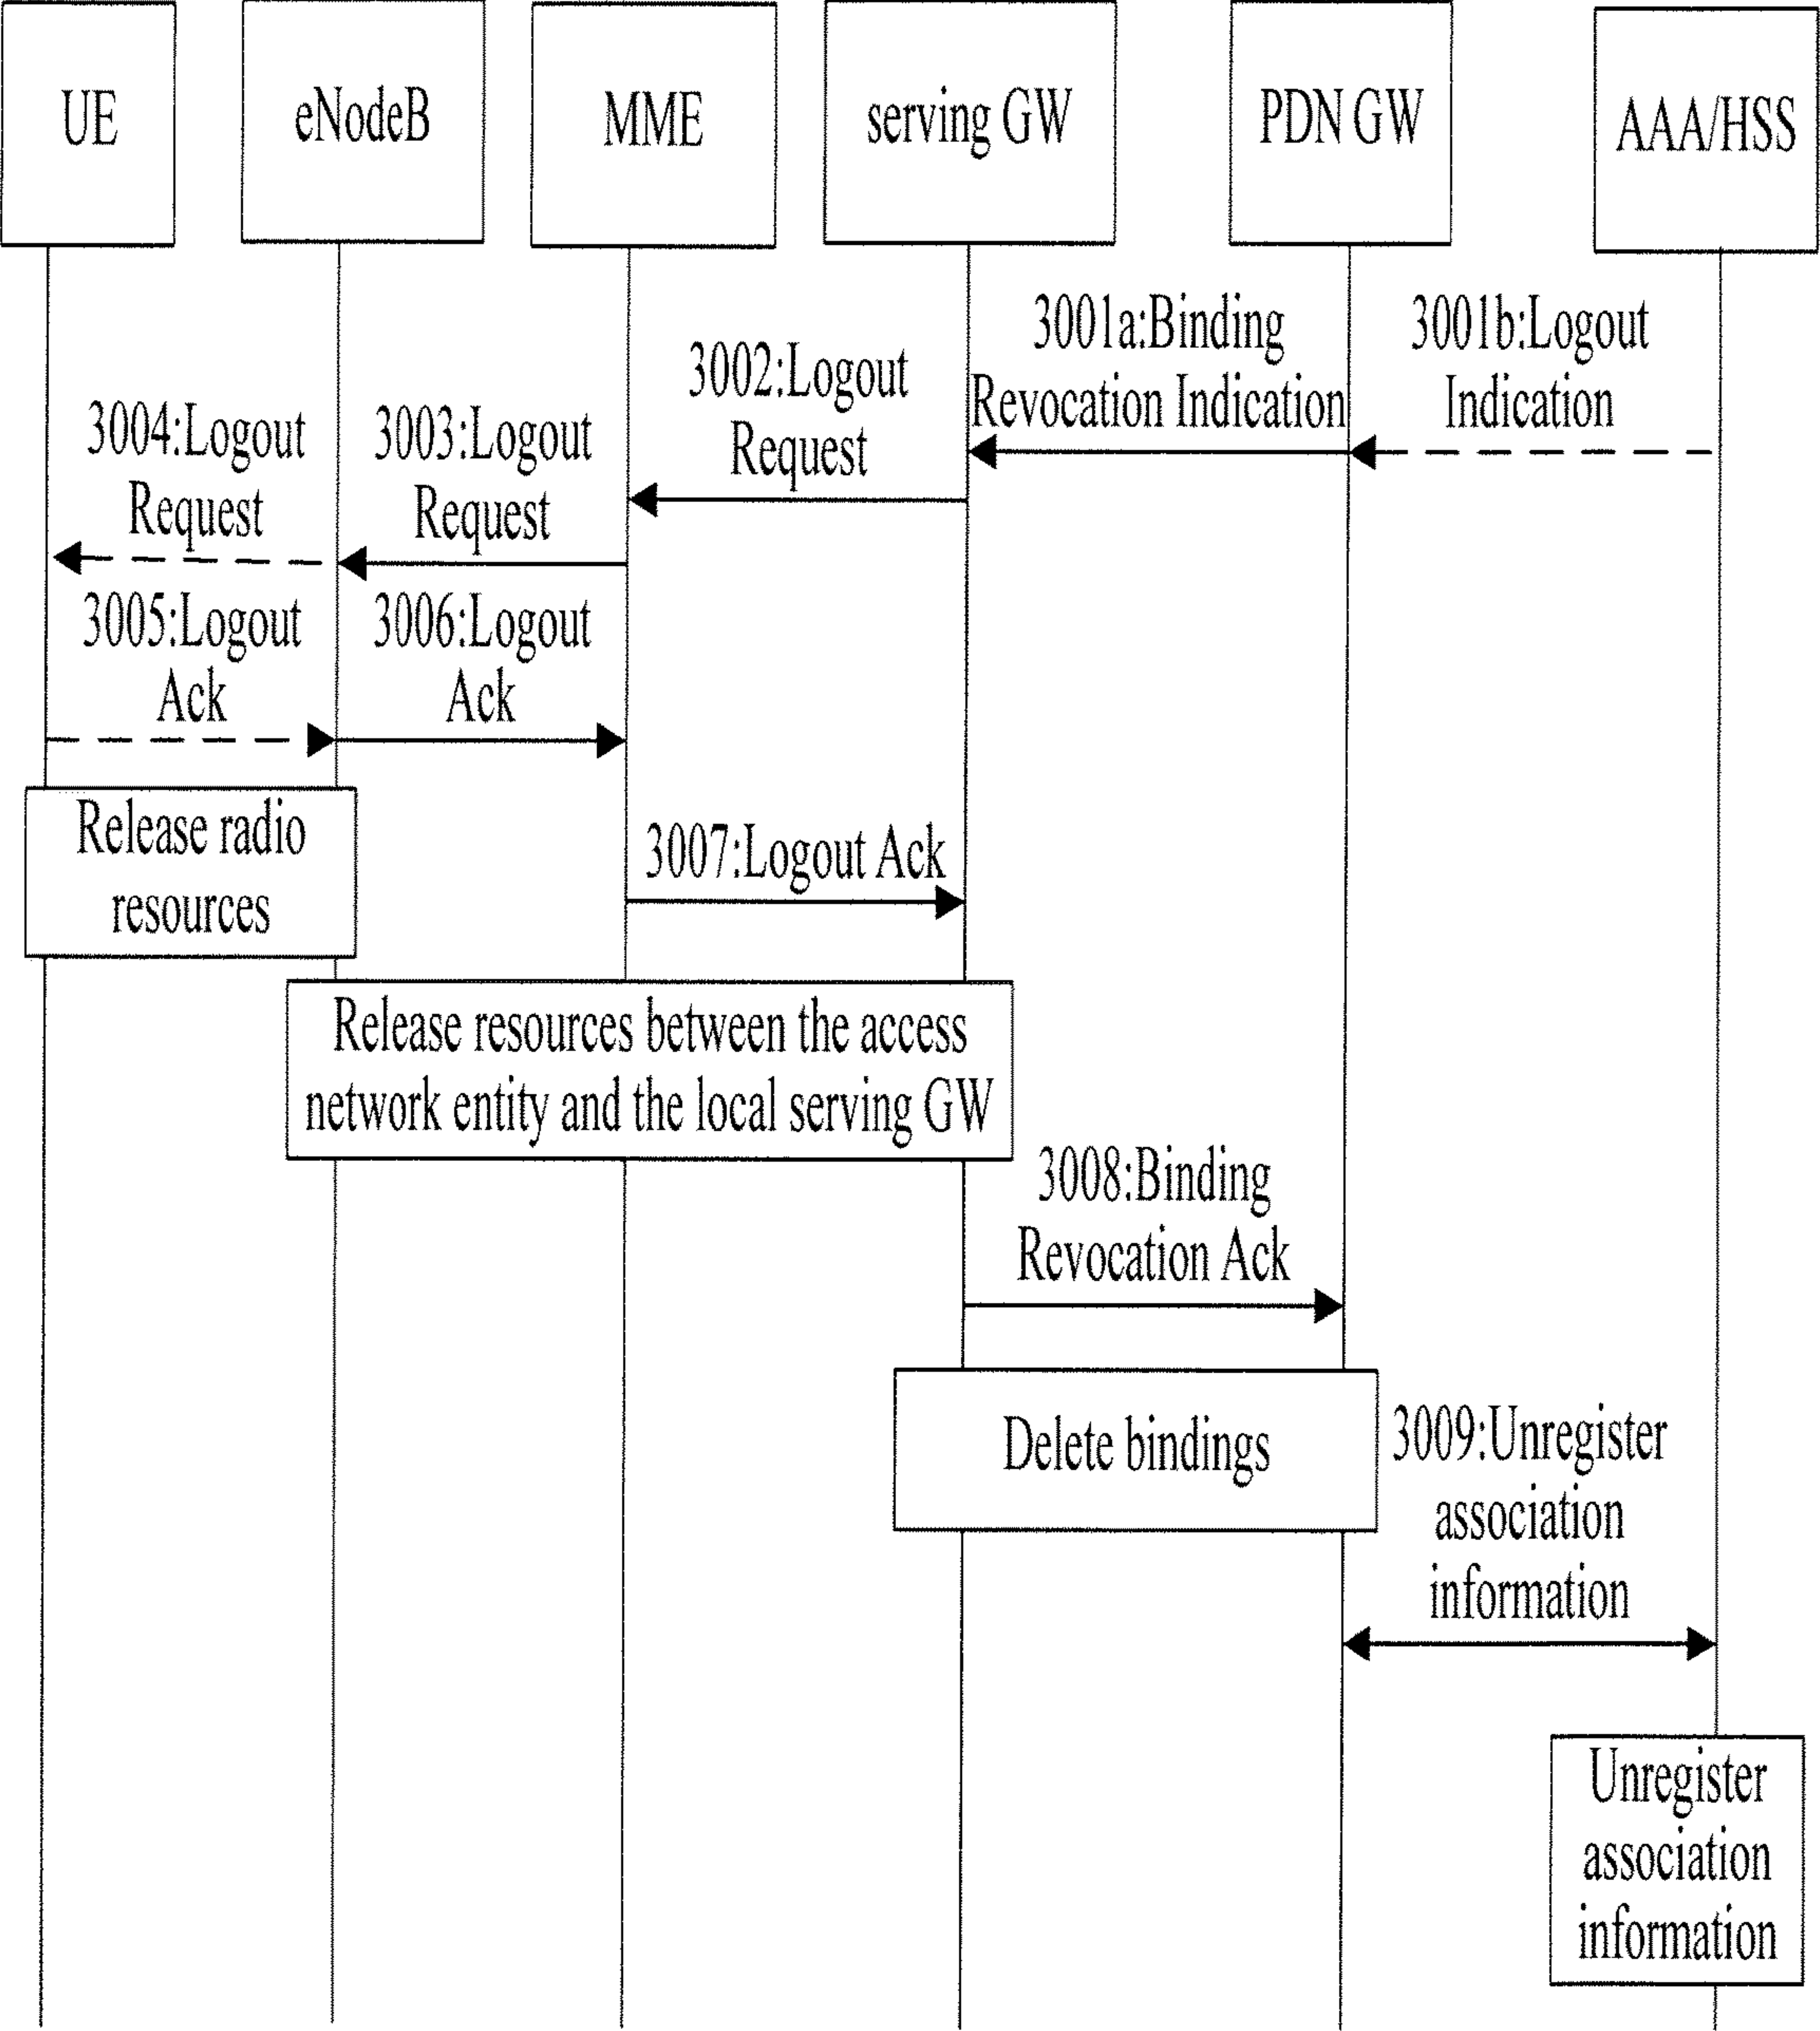 UE
eNodeB
MME
serving GW
PDN GW
AAA/HSS
3001a:Binding
Revocation Indication
3001b:Logout
Indication
3002:Logout
Request
3003:Logout
Request
3004:Logout
Request
3005:Logout
Ack
3006:Logout
Ack
Release radio
resources
3007:Logout Ack
Release resources between the access
network entity and the local serving GW
3008:Binding
Revocation Ack
Delete bindings
3009:Unregister
association
information
Unregister
association
information